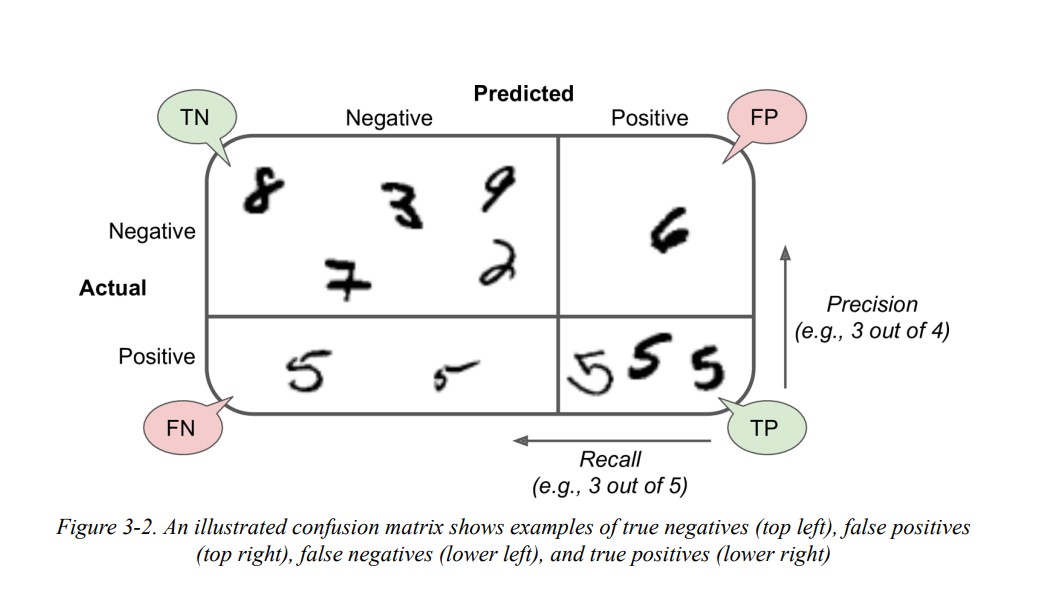 Predicted
TN
Negative
Positive
FP
8
3
9
6
Negative
7
2
Actual
Precision
(e.g., 3 out of 4)
Positive
5
5
5
5
5
FN
TP
Recall
(e.g., 3 out of 5)
Figure 3-2. An illustrated confusion matrix shows examples of true negatives (top left), false positives
(top right), false negatives (lower left), and true positives (lower right)